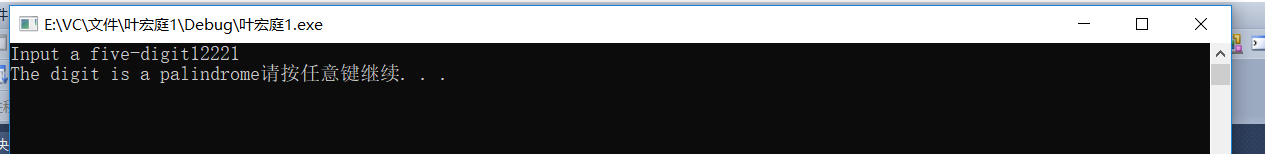 E:\VC\文件\叶宏庭1\Debug\叶宏庭1.exe
Input a five-digit12221
The digit is a palindrome请按任意键继续. . .